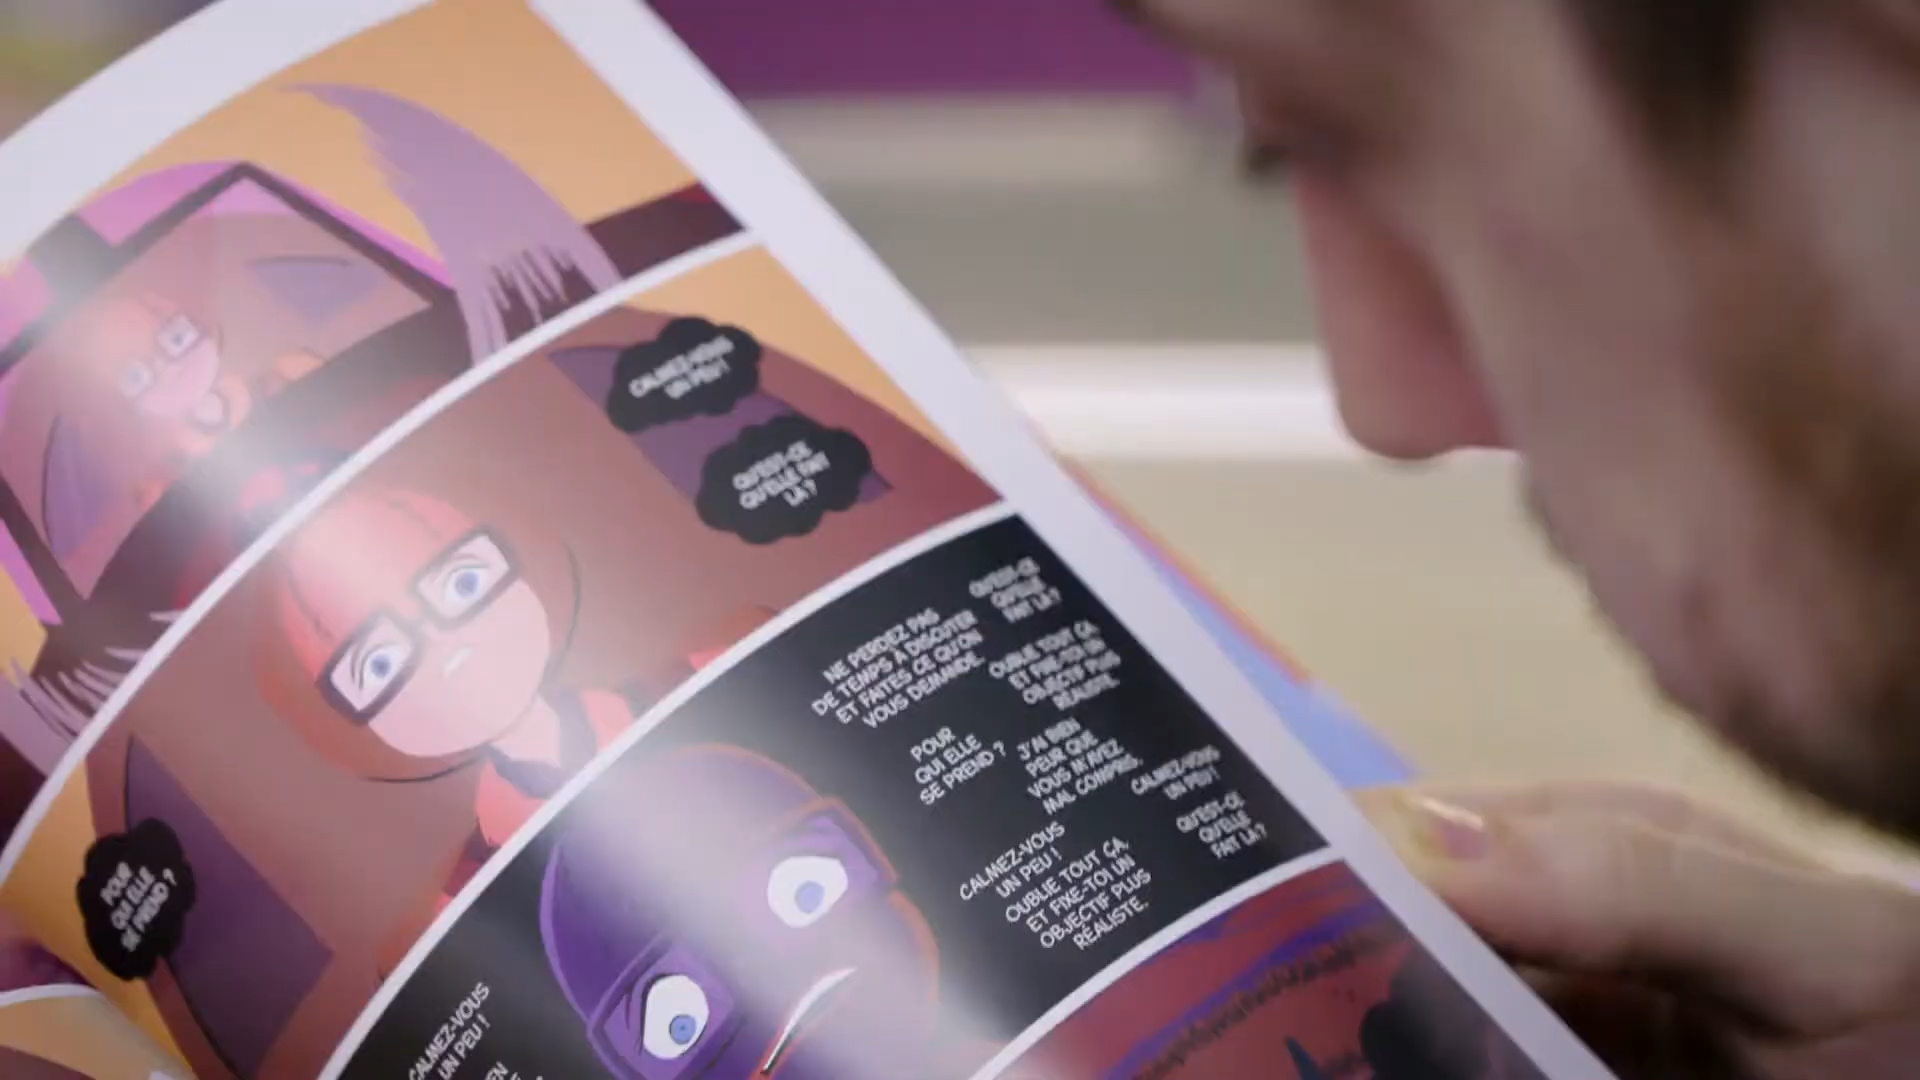 CALMEZ-VOUS
UN PEU !
QU'EST-CE
QU'ELLE FAIT
LÀ ?
POUR
QUI ELLE
SE PREND ?
NE PERDEZ PAS
DE TEMPS À DISCUTER
ET FAITES CE QU'ON
VOUS DEMANDE.
QU'EST-CE
QU'ELLE
FAIT LÀ ?
OUBLIE TOUT ÇA,
ET FIXE-TOI UN
OBJECTIF PLUS
RÉALISTE.
POUR
QUI ELLE
SE PREND ?
J'AI BIEN
PEUR QUE
VOUS M'AYEZ
MAL COMPRIS.
CALMEZ-VOUS
UN PEU !
QU'EST-CE
QU'ELLE
FAIT LÀ ?
CALMEZ-VOUS
UN PEU !
OUBLIE TOUT ÇA,
ET FIXE-TOI UN
OBJECTIF PLUS
RÉALISTE.
CALMEZ-VOUS
UN PEU !